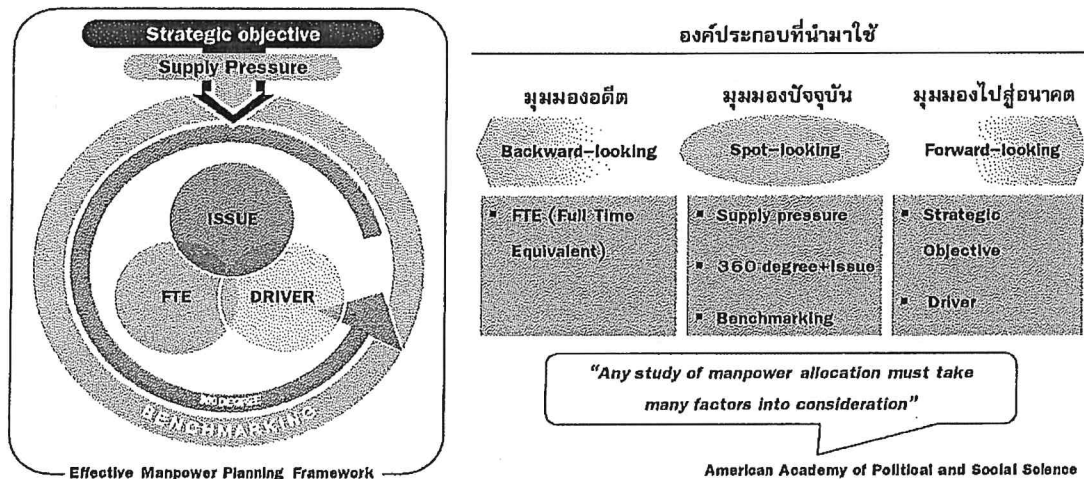 Strategic objective
Supply Pressure
ISSUE
FTE
DRIVER
360 DEGREE
BENCHMARKING
Effective Manpower Planning Framework
องค์ประกอบที่นำมาใช้
มุมมองอดีต
มุมมองปัจจุบัน
มุมมองไปสู่อนาคต
Backward-looking
Spot-looking
Forward-looking
▪ FTE (Full Time
Equivalent)
▪ Supply pressure
▪ 360 degree+Issue
▪ Benchmarking
▪ Strategic
Objective
▪ Driver
"Any study of manpower allocation must take
many factors into consideration"
American Academy of Political and Social Science